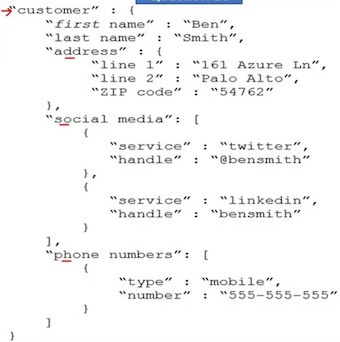 "customer" : {
"first name" : "Ben",
"last name" : "Smith",
"address" : {
"line 1" : "161 Azure Ln",
"line 2" : "Palo Alto",
"ZIP code" : "54762"
},
"social media": [
{
"service" : "twitter",
"handle" : "@bensmith"
},
{
"service" : "linkedin",
"handle" : "bensmith"
}
],
"phone numbers": [
{
"type" : "mobile",
"number" : "555-555-555"
}
]
}